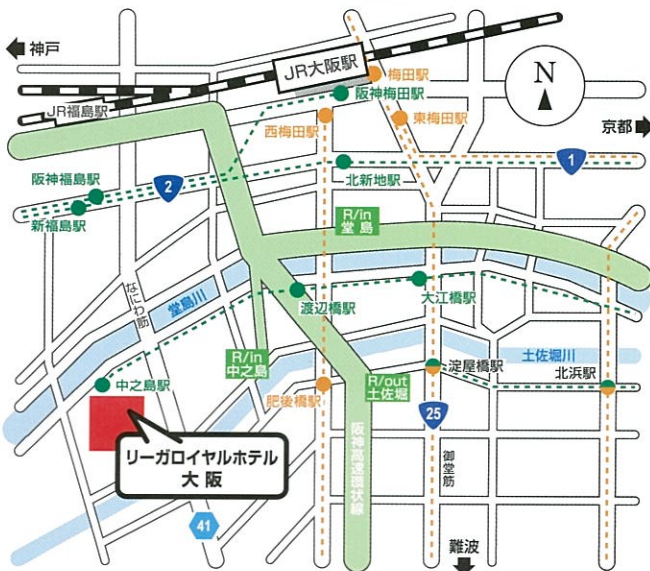 神戸
JR大阪駅
梅田駅
N
JR福島駅
阪神梅田駅
西梅田駅
東梅田駅
京都
阪神福島駅
2
北新地駅
1
新福島駅
R/in
堂島
なにわ筋
堂島川
渡辺橋駅
大江橋駅
R/in
中之島
土佐堀川
淀屋橋駅
北浜駅
中之島駅
肥後橋駅
R/out
土佐堀
25
リーガロイヤルホテル
大阪
阪神高速環状線
御堂筋
41
難波